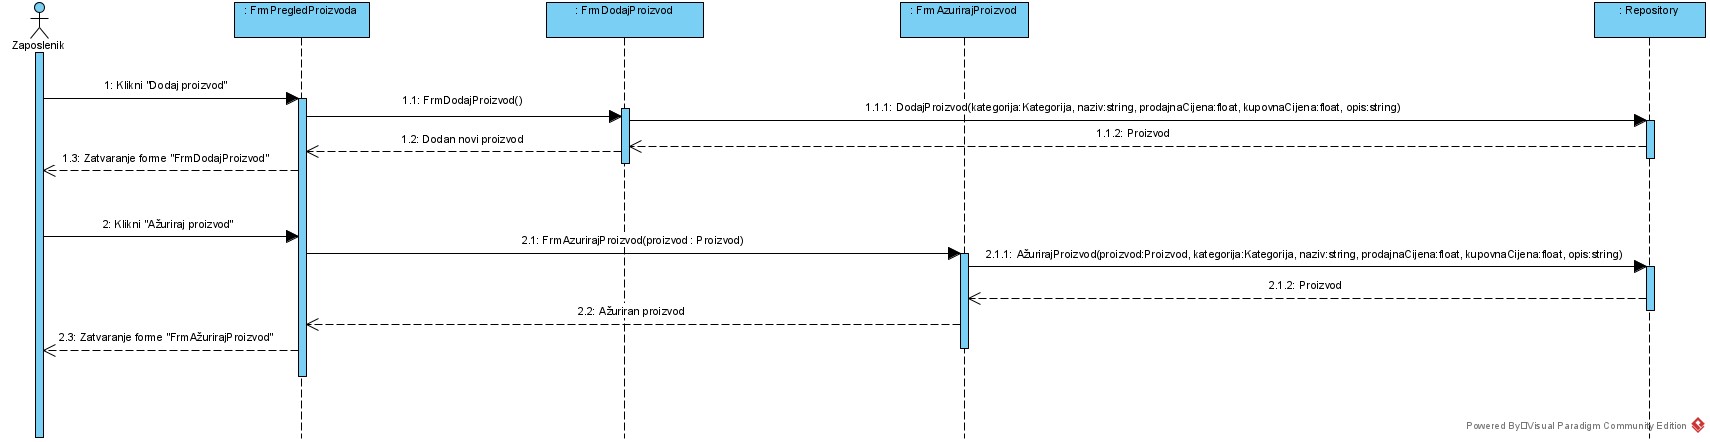 : FrmPregledProizvoda
: FrmDodajProizvod
: FrmAzurirajProizvod
: Repository
Zaposlenik
1: Klikni "Dodaj proizvod"
1.1: FrmDodajProizvod()
1.1.1: DodajProizvod(kategorija:Kategorija, naziv:string, prodajnaCijena:float, kupovnaCijena:float, opis:string)
1.1.2: Proizvod
1.2: Dodan novi proizvod
1.3: Zatvaranje forme "FrmDodajProizvod"
2: Klikni "Ažuriraj proizvod"
2.1: FrmAzurirajProizvod(proizvod : Proizvod)
2.1.1: AžurirajProizvod(proizvod:Proizvod, kategorija:Kategorija, naziv:string, prodajnaCijena:float, kupovnaCijena:float, opis:string)
2.1.2: Proizvod
2.2: Ažuriran proizvod
2.3: Zatvaranje forme "FrmAžurirajProizvod"
Powered By Visual Paradigm Community Edition